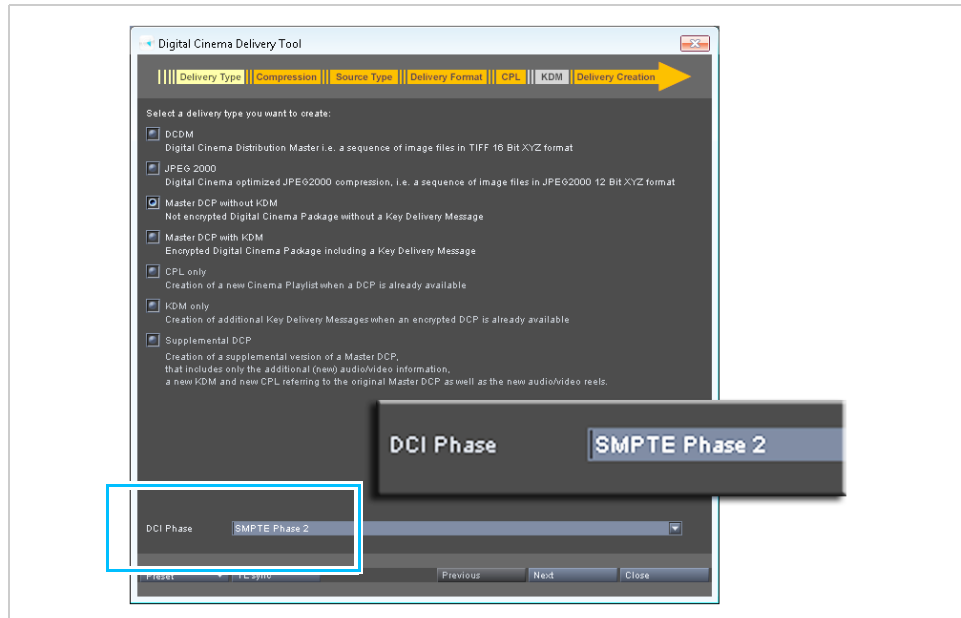 Digital Cinema Delivery Tool
Delivery Type Compression Source Type Delivery Format CPL KDM Delivery Creation
Select a delivery type you want to create:
DCDM
Digital Cinema Distribution Master i.e. a sequence of image files in TIFF 16 Bit XYZ format
JPEG 2000
Digital Cinema optimized JPEG2000 compression, i.e. a sequence of image files in JPEG2000 12 Bit XYZ format
Master DCP without KDM
Not encrypted Digital Cinema Package without a Key Delivery Message
Master DCP with KDM
Encrypted Digital Cinema Package including a Key Delivery Message
CPL only
Creation of a new Cinema Playlist when a DCP is already available
KDM only
Creation of additional Key Delivery Messages when an encrypted DCP is already available
Supplemental DCP
Creation of a supplemental version of a Master DCP,
that includes only the additional (new) audio/video information,
a new KDM and new CPL referring to the original Master DCP as well as the new audio/video reels.
DCI Phase SMPTE Phase 2
DCI Phase SMPTE Phase 2
Preset TC sync Previous Next Close